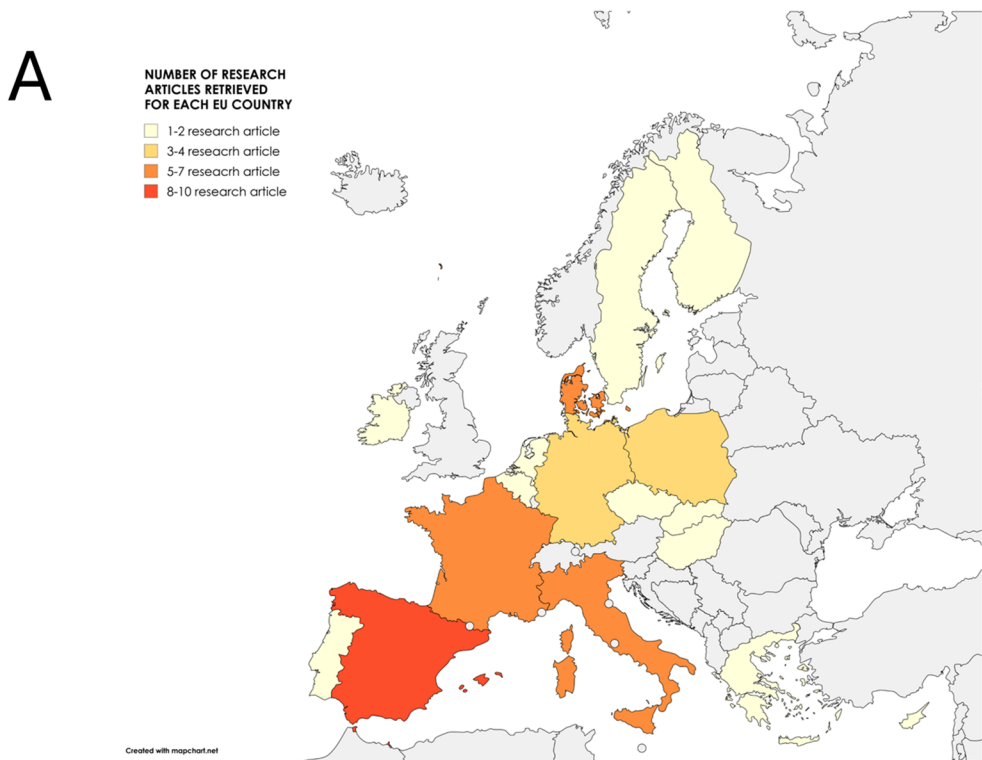 A
NUMBER OF RESEARCH
ARTICLES RETRIEVED
FOR EACH EU COUNTRY
1-2 research article
3-4 reseacrh article
5-7 reseacrh article
8-10 research article
Created with mapchart.net